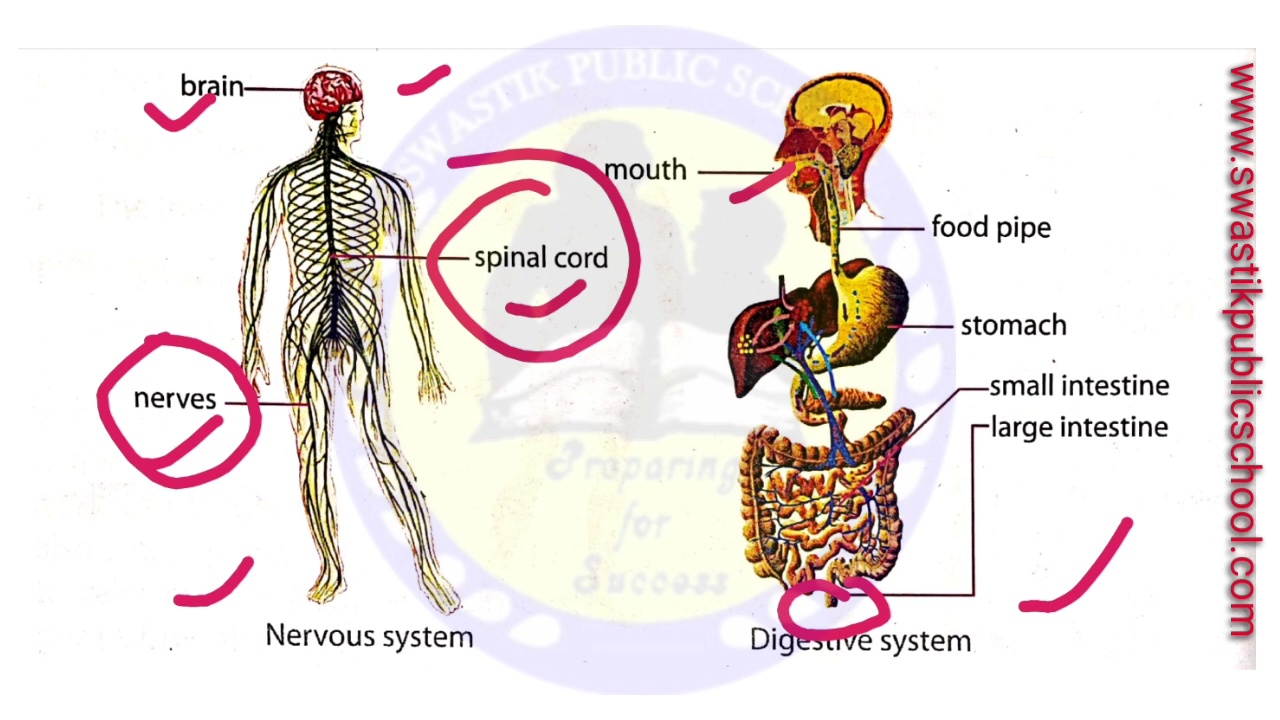 SWASTIK PUBLIC SC
brain
mouth
spinal cord
food pipe
stomach
nerves
small intestine
large intestine
Preparing
for
Success
Nervous system
Digestive system
www.swastikpublicschool.com